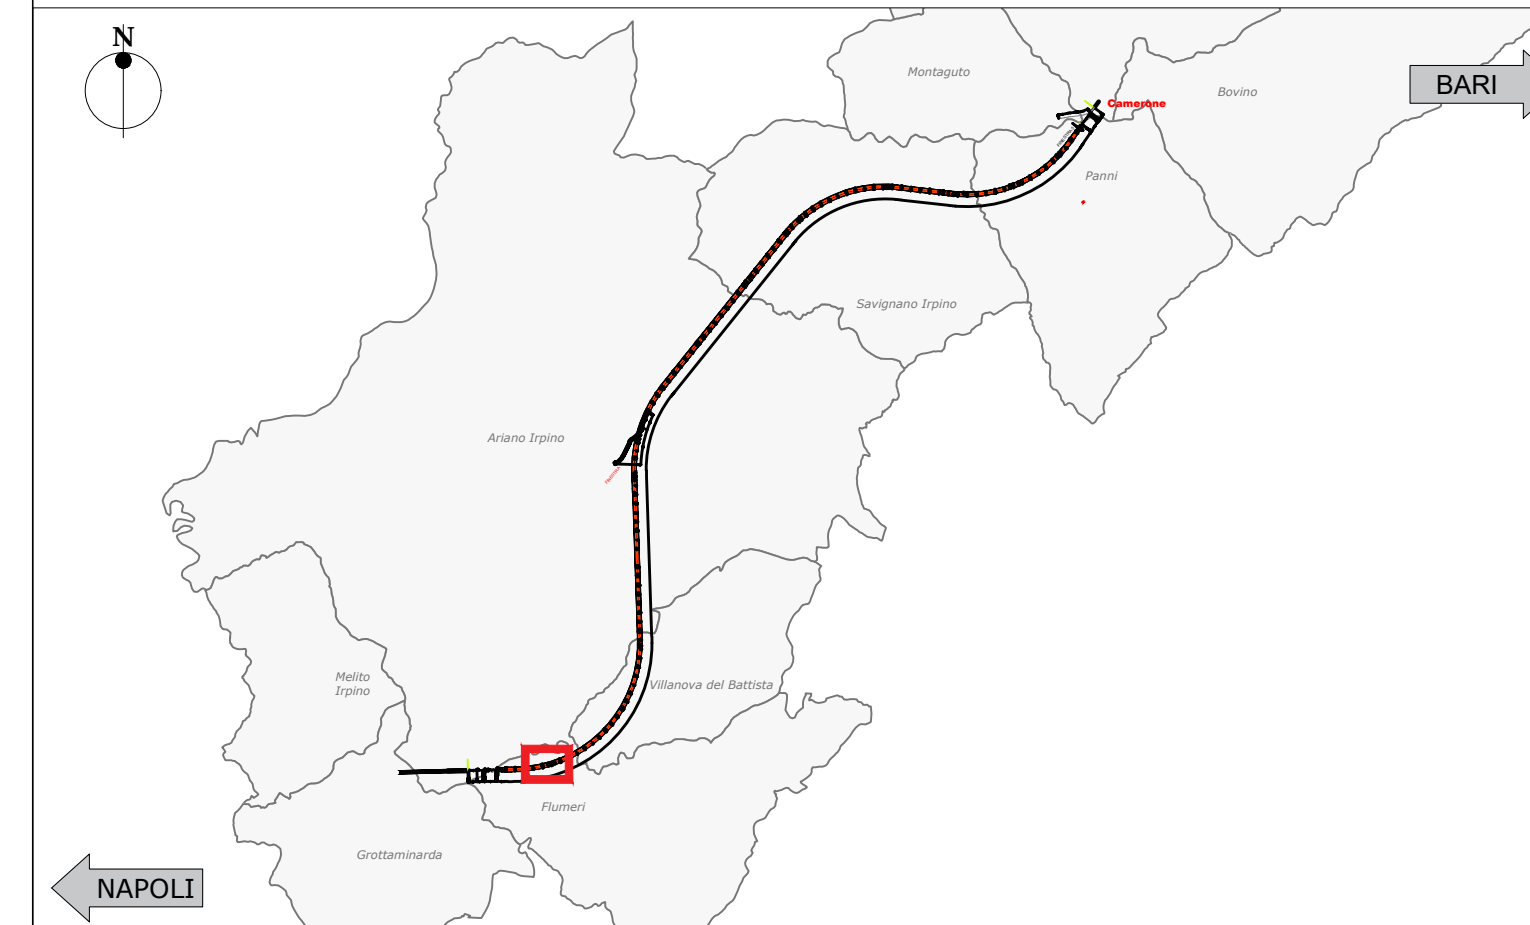 N
Montaguto
Bovino
BARI
Camerone
Panni
Savignano Irpino
Ariano Irpino
Melito
Irpino
Villanova del Battista
Flumeri
Grottaminarda
NAPOLI